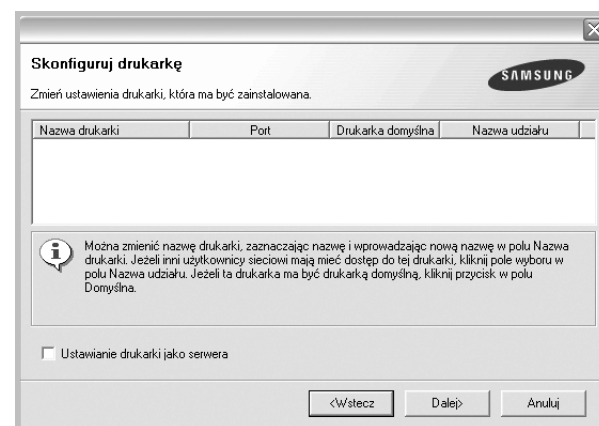 Skonfiguruj drukarkę
SAMSUNG
Zmień ustawienia drukarki, która ma być zainstalowana.
Nazwa drukarki Port Drukarka domyślna Nazwa udziału
Można zmienić nazwę drukarki, zaznaczając nazwę i wprowadzając nową nazwę w polu Nazwa
drukarki. Jeżeli inni użytkownicy sieciowi mają mieć dostęp do tej drukarki, kliknij pole wyboru w
polu Nazwa udziału. Jeżeli ta drukarka ma być drukarką domyślną, kliknij przycisk w polu
Domyślna.
Ustawianie drukarki jako serwera
<Wstecz Dalej> Anuluj